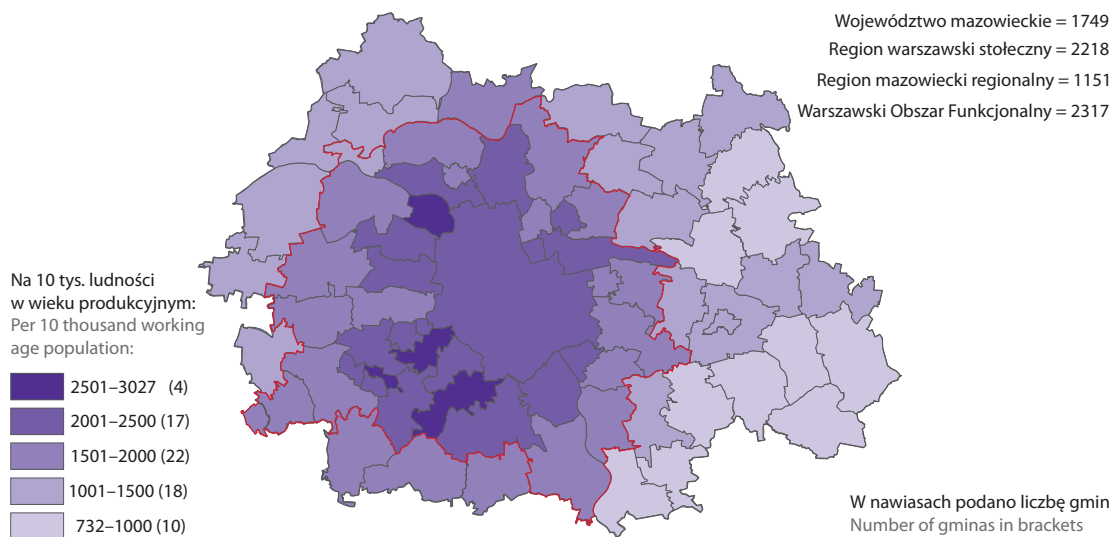 Województwo mazowieckie = 1749
Region warszawski stołeczny = 2218
Region mazowiecki regionalny = 1151
Warszawski Obszar Funkcjonalny = 2317
Na 10 tys. ludności
w wieku produkcyjnym:
Per 10 thousand working
age population:
2501–3027 (4)
2001–2500 (17)
1501–2000 (22)
1001–1500 (18)
732–1000 (10)
W nawiasach podano liczbę gmin
Number of gminas in brackets